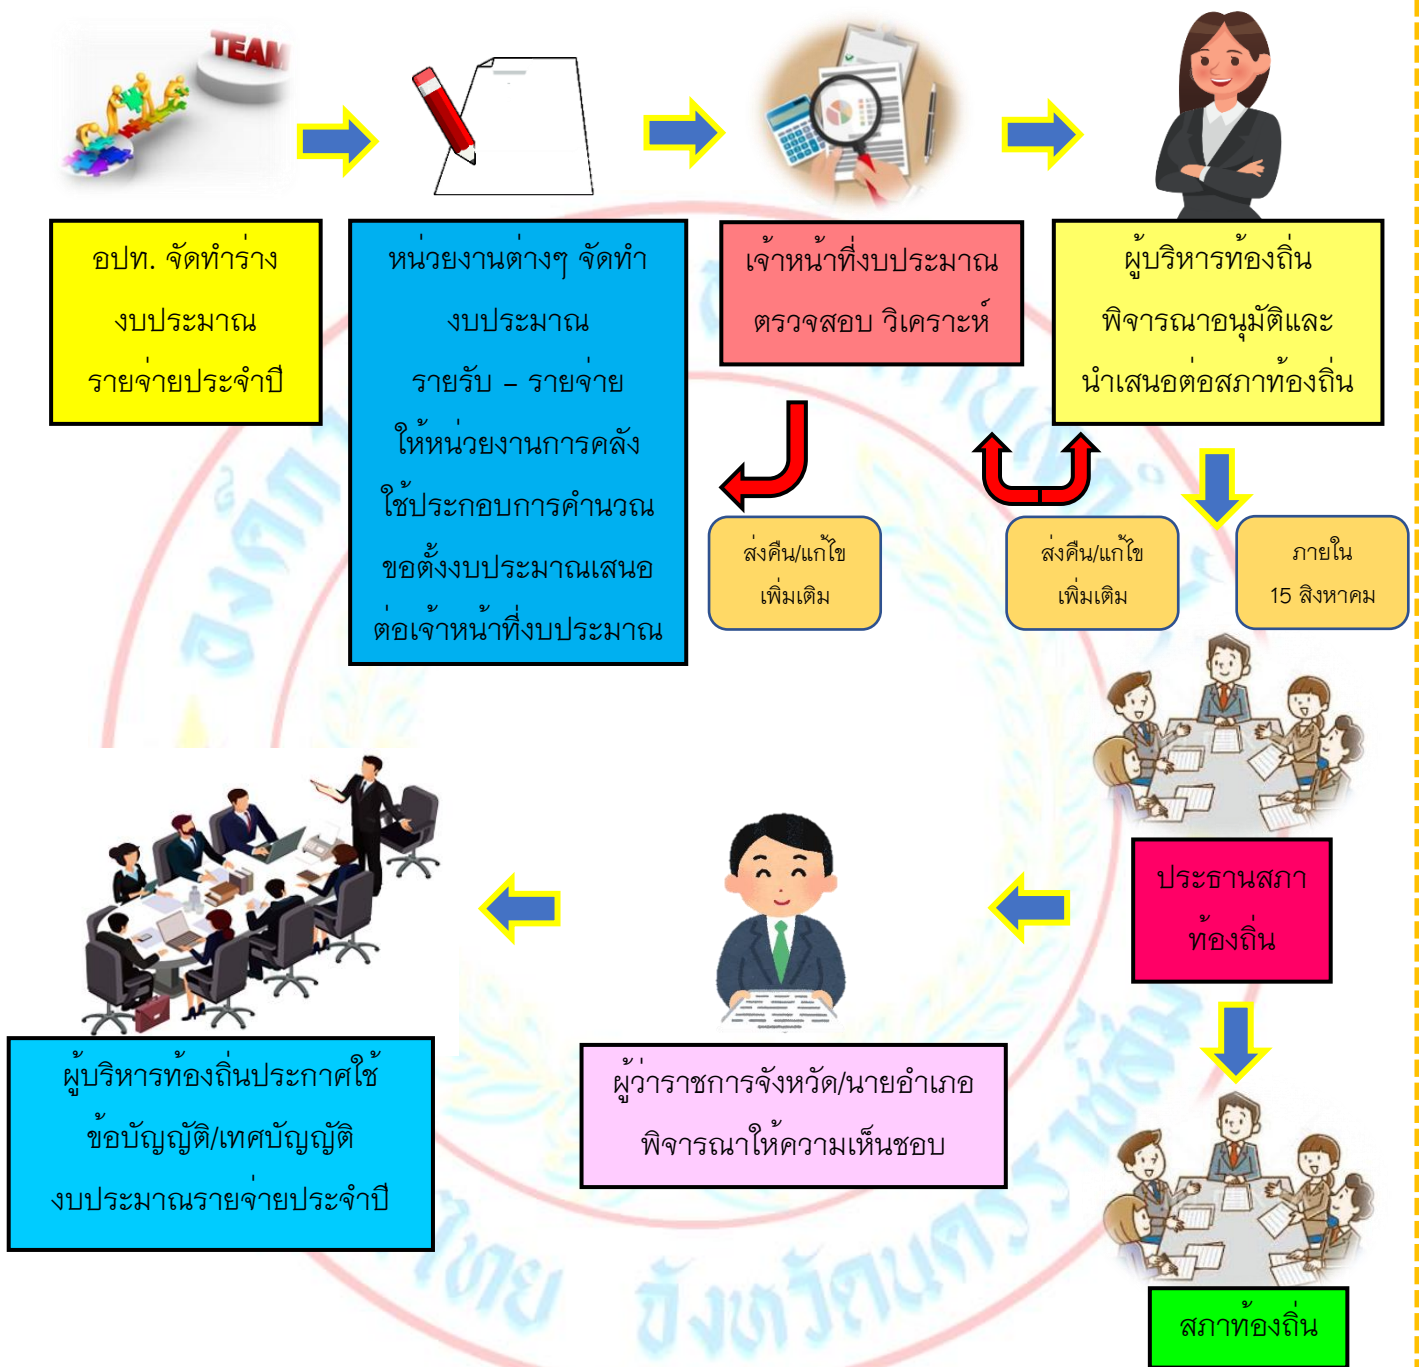 TEAM
อปท. จัดทำร่าง
งบประมาณ
รายจ่ายประจำปี
หน่วยงานต่างๆ จัดทำ
งบประมาณ
รายรับ – รายจ่าย
ให้หน่วยงานการคลัง
ใช้ประกอบการคำนวณ
ขอตั้งงบประมาณเสนอ
ต่อเจ้าหน้าที่งบประมาณ
เจ้าหน้าที่งบประมาณ
ตรวจสอบ วิเคราะห์
ผู้บริหารท้องถิ่น
พิจารณาอนุมัติและ
นำเสนอต่อสภาท้องถิ่น
ส่งคืน/แก้ไข
เพิ่มเติม
ส่งคืน/แก้ไข
เพิ่มเติม
ภายใน
15 สิงหาคม
ประธานสภา
ท้องถิ่น
ผู้ว่าราชการจังหวัด/นายอำเภอ
พิจารณาให้ความเห็นชอบ
ผู้บริหารท้องถิ่นประกาศใช้
ข้อบัญญัติ/เทศบัญญัติ
งบประมาณรายจ่ายประจำปี
สภาท้องถิ่น